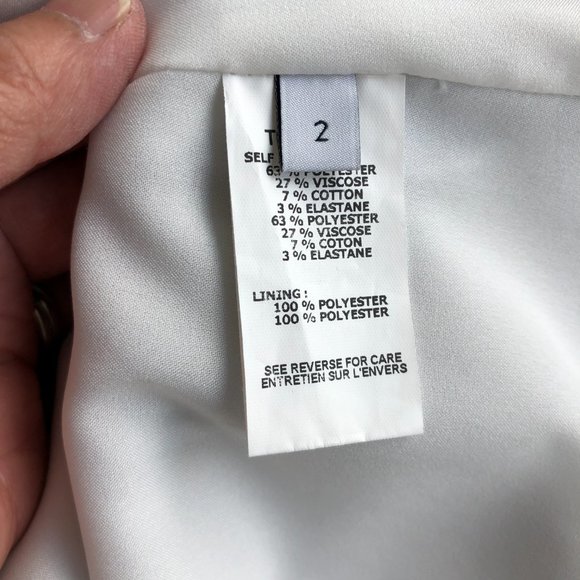 2
SELF
63 % POLYESTER
27 % VISCOSE
7 % COTTON
3 % ELASTANE
63 % POLYESTER
27 % VISCOSE
7 % COTON
3 % ELASTANE
LINING :
100 % POLYESTER
100 % POLYESTER
SEE REVERSE FOR CARE
ENTRETIEN SUR L'ENVERS